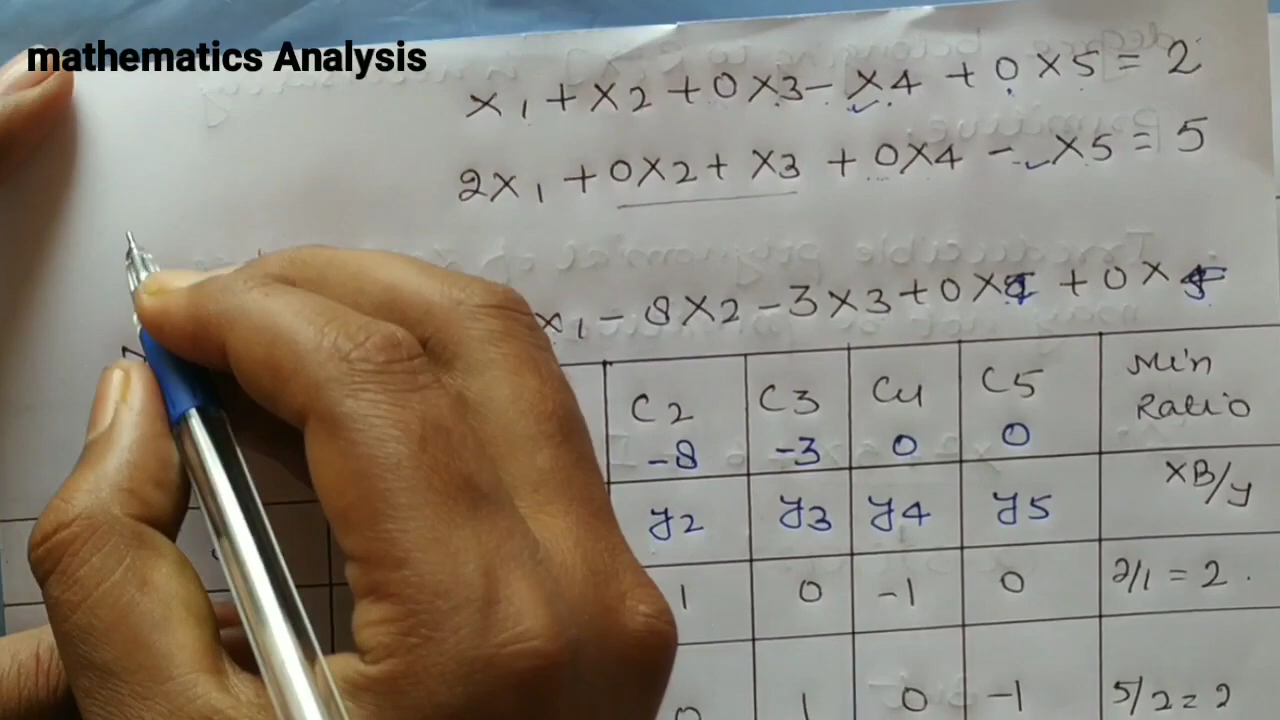 mathematics Analysis
x1 + x2 + 0x3 - x4 + 0x5 = 2
2x1 + 0x2 + x3 + 0x4 - x5 = 5
x1 - 8x2 - 3x3 + 0x4 + 0x5
C2 C3 C4 C5 Min Ratio
-8 -3 0 0
y2 y3 y4 y5 XB/y
1 0 -1 0 2/1 = 2
0 1 0 -1 5/2 = 2